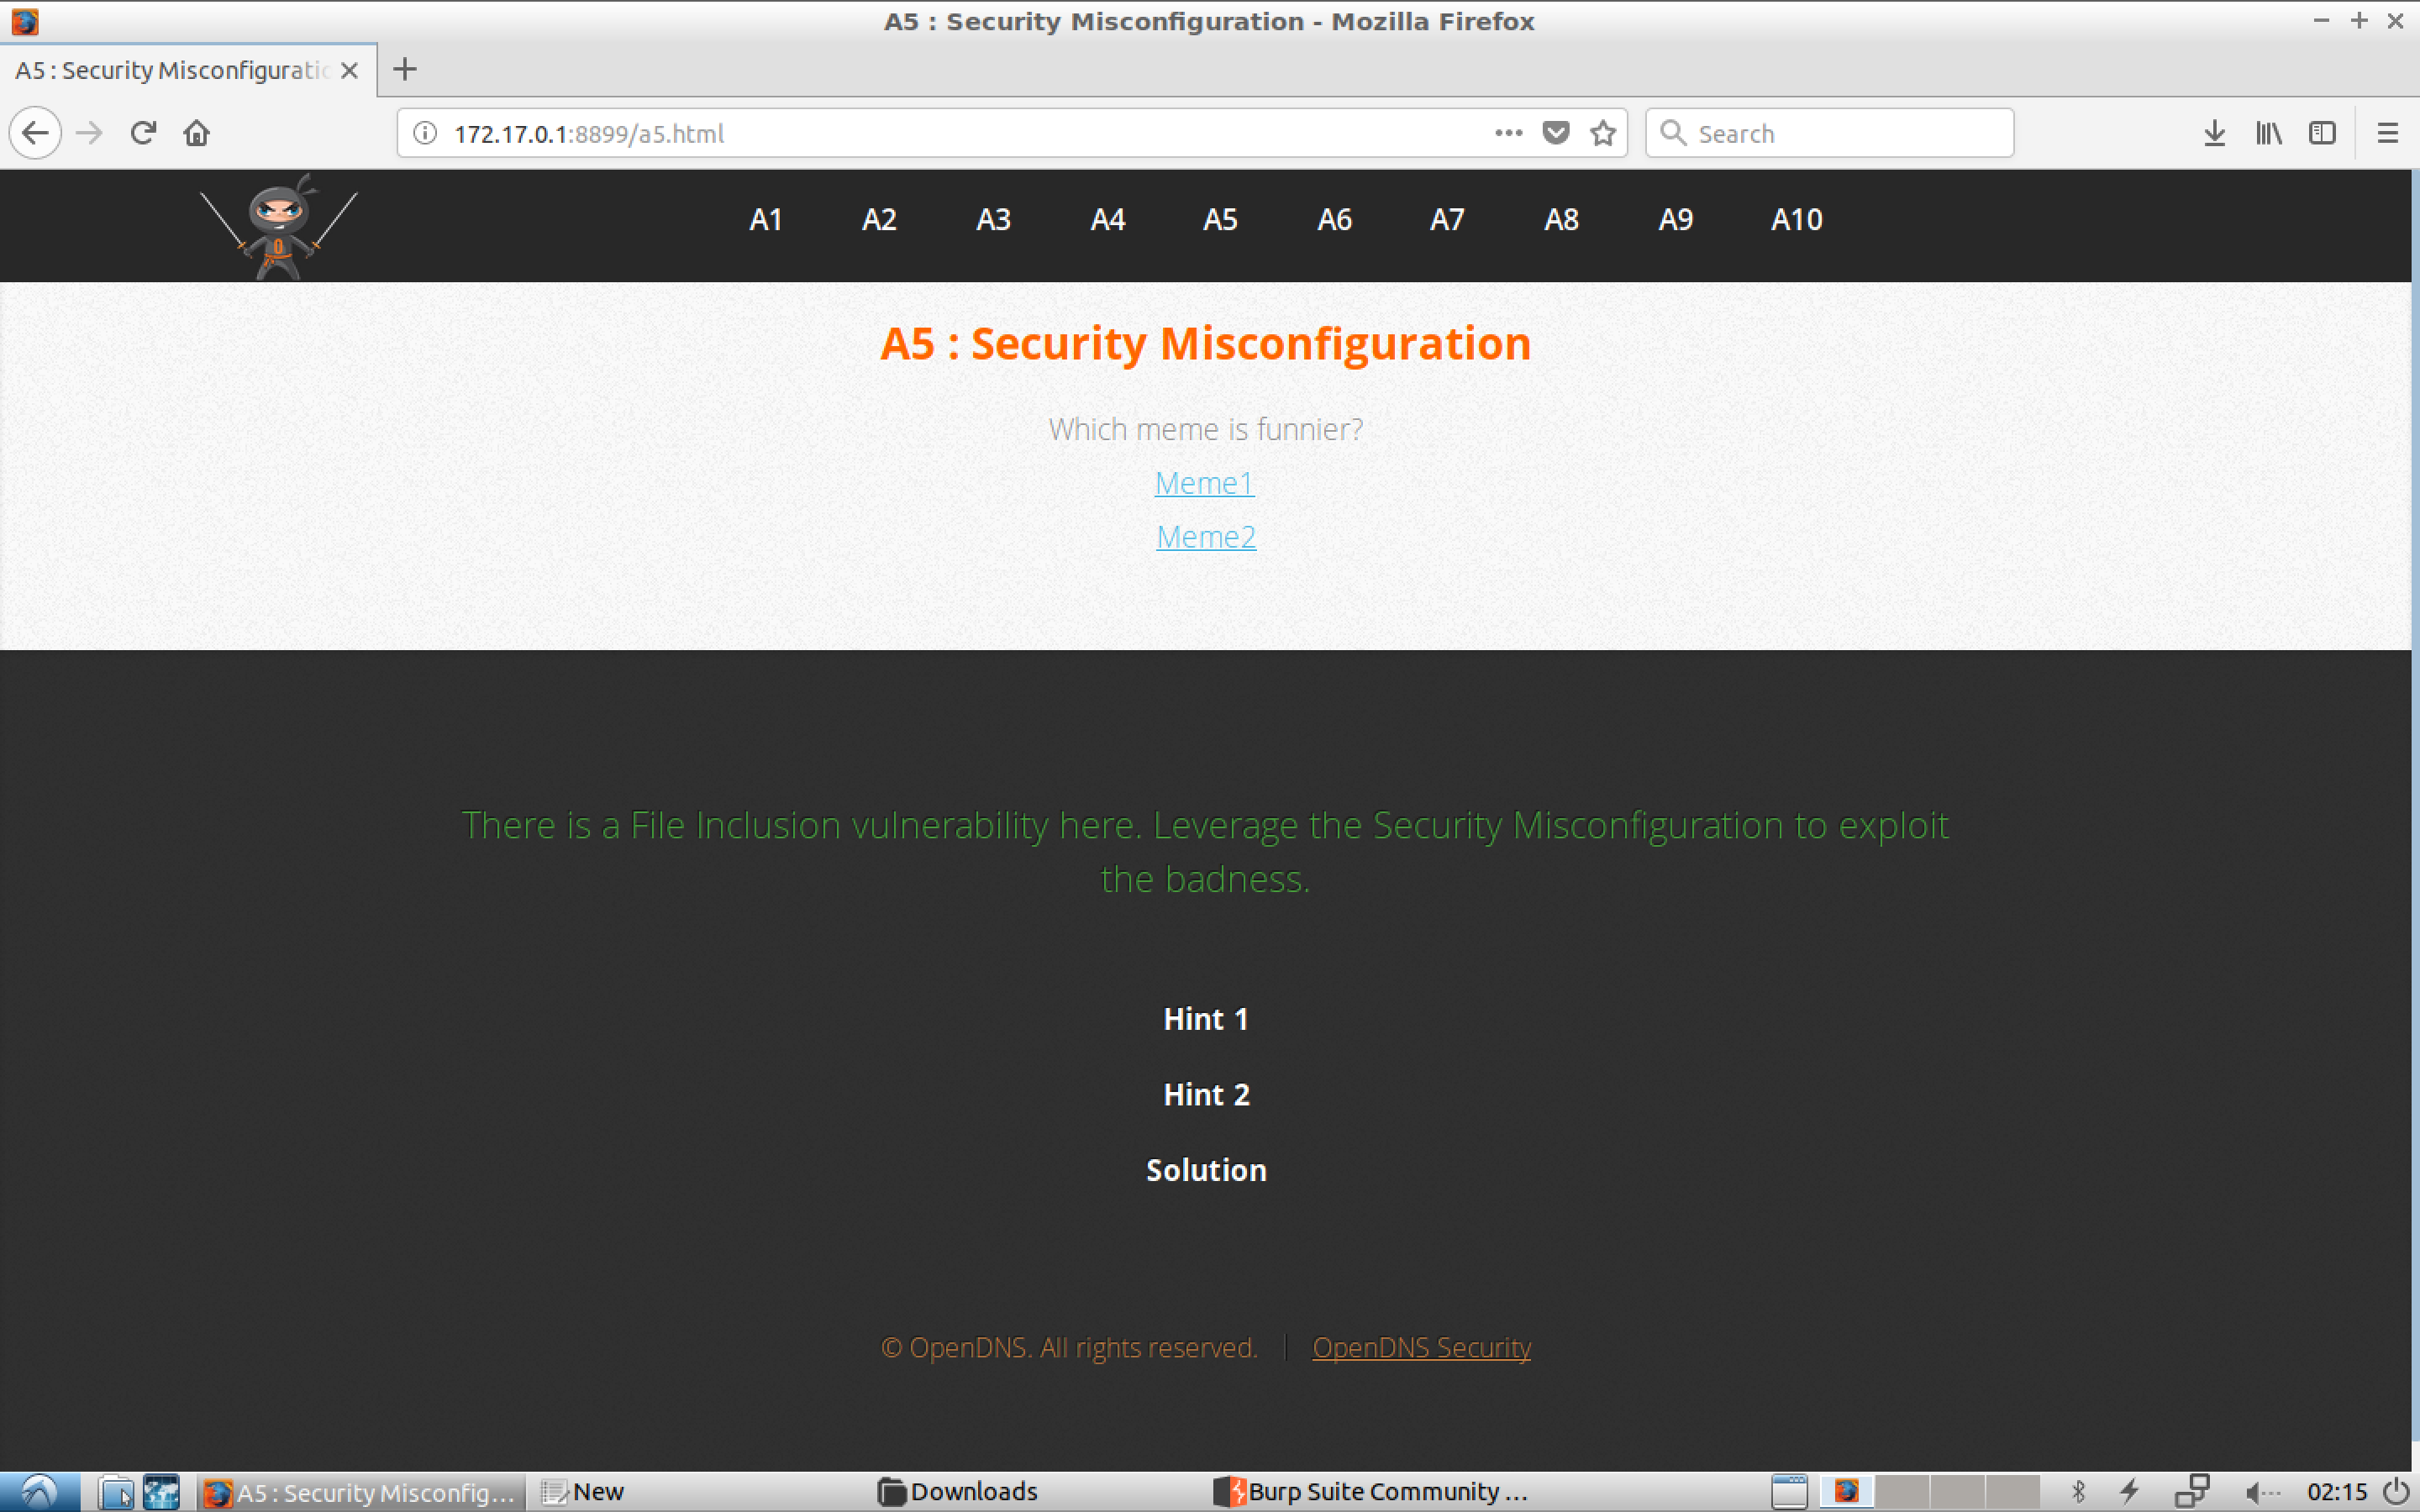 A5 : Security Misconfiguration - Mozilla Firefox
A5 : Security Misconfiguratio
172.17.0.1:8899/a5.html
Search
A1 A2 A3 A4 A5 A6 A7 A8 A9 A10
A5 : Security Misconfiguration
Which meme is funnier?
Meme1
Meme2
There is a File Inclusion vulnerability here. Leverage the Security Misconfiguration to exploit
the badness.
Hint 1
Hint 2
Solution
© OpenDNS. All rights reserved. | OpenDNS Security
A5 : Security Misconfig... New Downloads Burp Suite Community ... 02:15